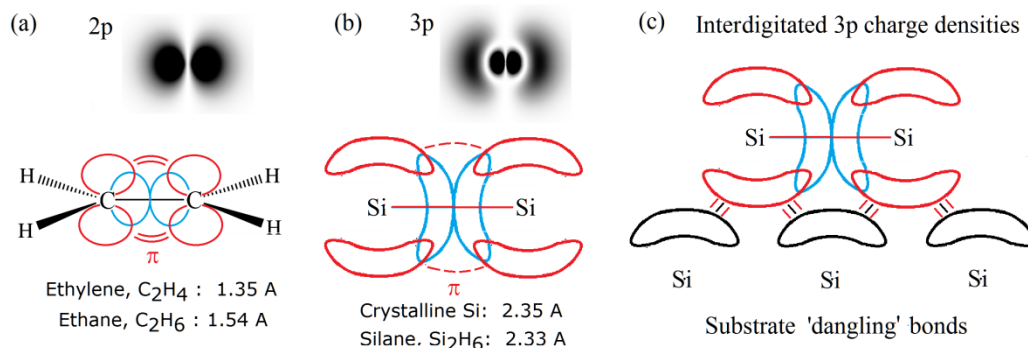 (a) 2p
H H
C C
H H
π
Ethylene, C2H4 : 1.35 A
Ethane, C2H6 : 1.54 A
(b) 3p
Si Si
π
Crystalline Si: 2.35 A
Silane. Si2H6: 2.33 A
(c) Interdigitated 3p charge densities
Si Si
Si Si Si
Substrate 'dangling' bonds